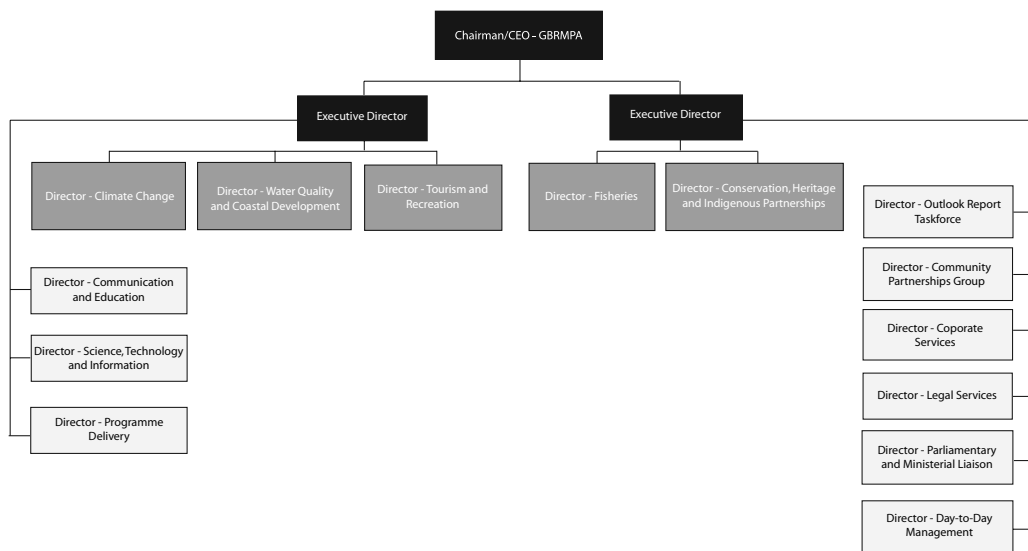 Chairman/CEO - GBRMPA
Executive Director
Executive Director
Director - Climate Change
Director - Water Quality
and Coastal Development
Director - Tourism and
Recreation
Director - Fisheries
Director - Conservation, Heritage
and Indigenous Partnerships
Director - Communication
and Education
Director - Science, Technology
and Information
Director - Programme
Delivery
Director - Outlook Report
Taskforce
Director - Community
Partnerships Group
Director - Coporate
Services
Director - Legal Services
Director - Parliamentary
and Ministerial Liaison
Director - Day-to-Day
Management